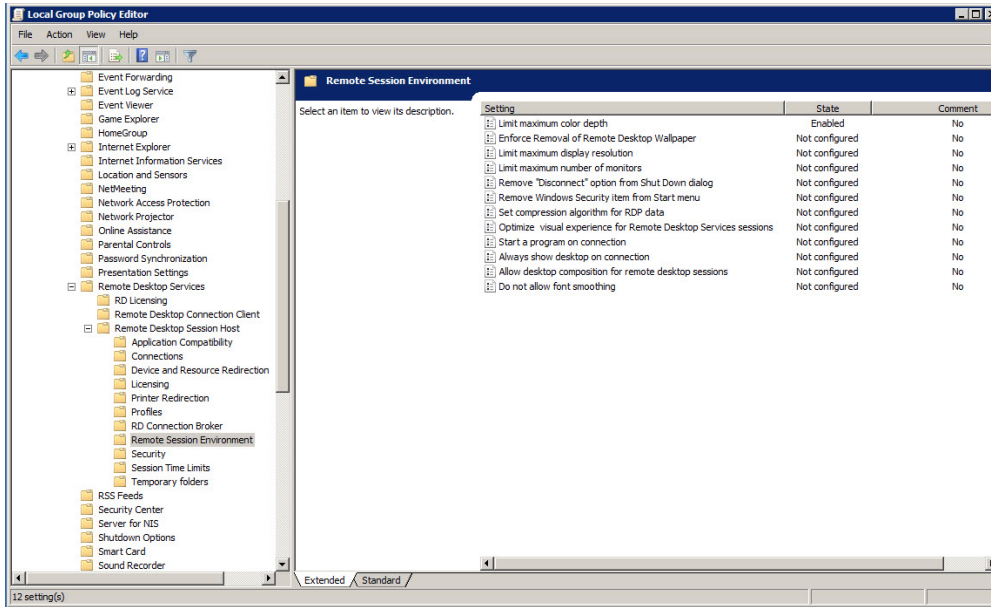 Local Group Policy Editor
File Action View Help
Event Forwarding
Event Log Service
Event Viewer
Game Explorer
HomeGroup
Internet Explorer
Internet Information Services
Location and Sensors
NetMeeting
Network Access Protection
Network Projector
Online Assistance
Parental Controls
Password Synchronization
Presentation Settings
Remote Desktop Services
RD Licensing
Remote Desktop Connection Client
Remote Desktop Session Host
Application Compatibility
Connections
Device and Resource Redirection
Licensing
Printer Redirection
Profiles
RD Connection Broker
Remote Session Environment
Security
Session Time Limits
Temporary folders
RSS Feeds
Security Center
Server for NIS
Shutdown Options
Smart Card
Sound Recorder
Remote Session Environment
Select an item to view its description.
Setting State Comment
Limit maximum color depth Enabled No
Enforce Removal of Remote Desktop Wallpaper Not configured No
Limit maximum display resolution Not configured No
Limit maximum number of monitors Not configured No
Remove "Disconnect" option from Shut Down dialog Not configured No
Remove Windows Security item from Start menu Not configured No
Set compression algorithm for RDP data Not configured No
Optimize visual experience for Remote Desktop Services sessions Not configured No
Start a program on connection Not configured No
Always show desktop on connection Not configured No
Allow desktop composition for remote desktop sessions Not configured No
Do not allow font smoothing Not configured No
Extended Standard
12 setting(s)